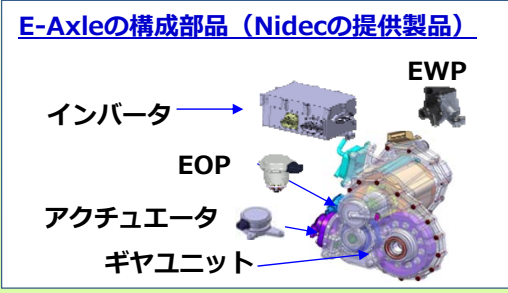 E-Axleの構成部品（Nidecの提供製品）
EWP
インバータ
EOP
アクチュエータ
ギヤユニット